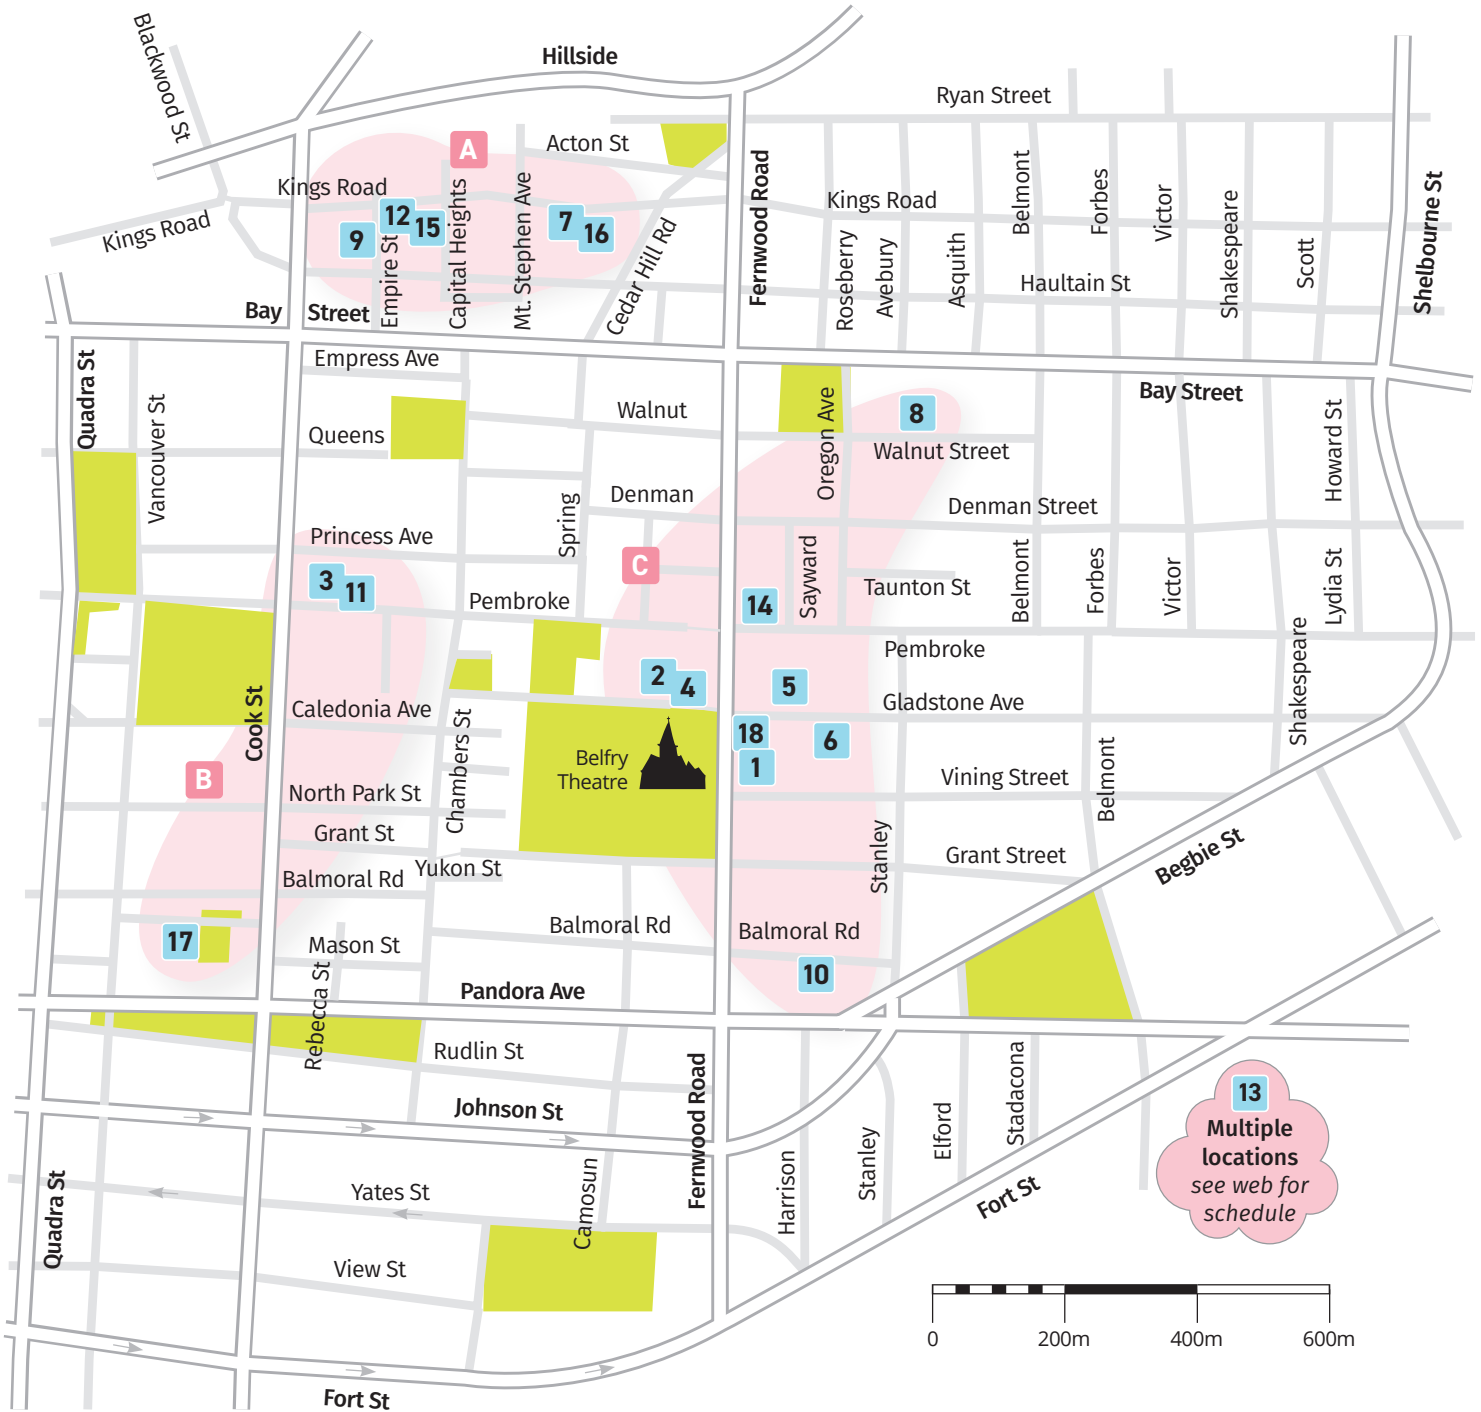 Blackwood St
Hillside
Ryan Street
A
Acton St
Kings Road
Kings Road
Kings Road
12
15
9
7
16
Empire St
Capital Heights
Mt. Stephen Ave
Cedar Hill Rd
Fernwood Road
Roseberry
Avebury
Asquith
Belmont
Forbes
Victor
Shakespeare
Scott
Shelbourne St
Haultain St
Bay
Street
Bay Street
Quadra St
Vancouver St
Empress Ave
Queens
Walnut
Oregon Ave
8
Walnut Street
Howard St
Spring
Denman
Denman Street
Princess Ave
3
11
Pembroke
C
14
Sayward
Taunton St
Belmont
Forbes
Victor
Lydia St
Pembroke
Shakespeare
2
4
5
Gladstone Ave
Cook St
Caledonia Ave
Chambers St
Belfry
Theatre
18
1
6
B
North Park St
Vining Street
Belmont
Grant St
Yukon St
Stanley
Grant Street
Begbie St
Balmoral Rd
Balmoral Rd
Balmoral Rd
17
Mason St
10
Rebecca St
Pandora Ave
Rudlin St
Johnson St
Fernwood Road
Quadra St
Yates St
Camosun
Harrison
Stanley
Elford
Stadacona
Fort St
View St
Fort St
13
Multiple
locations
see web for
schedule
0
200m
400m
600m